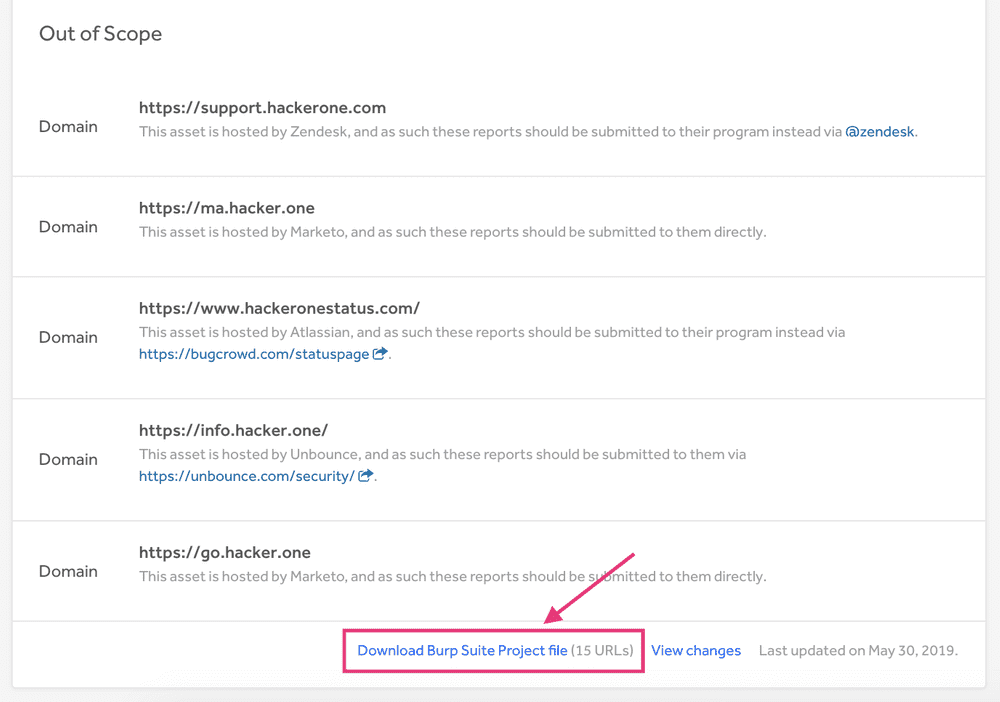 Out of Scope
Domain
https://support.hackerone.com
This asset is hosted by Zendesk, and as such these reports should be submitted to their program instead via @zendesk.
Domain
https://ma.hacker.one
This asset is hosted by Marketo, and as such these reports should be submitted to them directly.
Domain
https://www.hackeronestatus.com/
This asset is hosted by Atlassian, and as such these reports should be submitted to their program instead via
https://bugcrowd.com/statuspage.
Domain
https://info.hacker.one/
This asset is hosted by Unbounce, and as such these reports should be submitted to them via
https://unbounce.com/security/.
Domain
https://go.hacker.one
This asset is hosted by Marketo, and as such these reports should be submitted to them directly.
Download Burp Suite Project file (15 URLs) View changes Last updated on May 30, 2019.